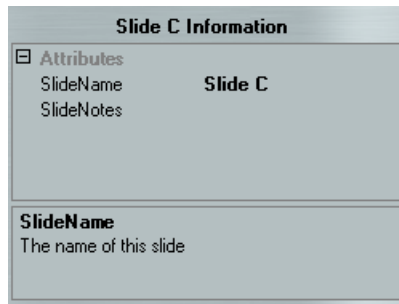 Slide C Information
Attributes
SlideName Slide C
SlideNotes
SlideName
The name of this slide